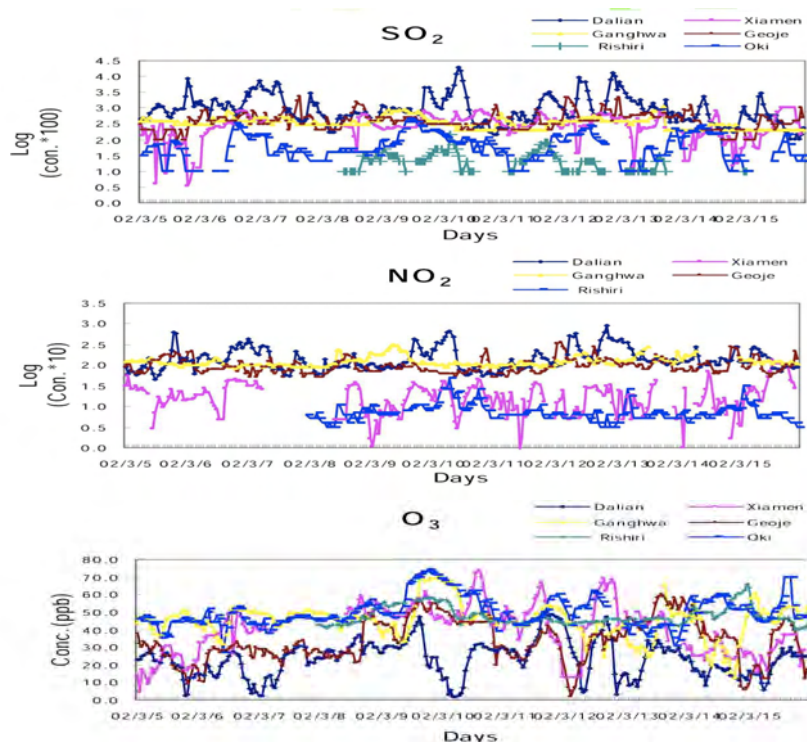 SO2
Dalian Xiamen
Ganghwa Geoje
Rishiri Oki
4.5
4.0
3.5
3.0
2.5
2.0
1.5
1.0
0.5
0.0
Log
(con.*100)
02/3/5 02/3/6 02/3/7 02/3/8 02/3/9 02/3/10 02/3/11 02/3/12 02/3/13 02/3/14 02/3/15
Days
NO2
Dalian Xiamen
Ganghwa Geoje
Rishiri
3.5
3.0
2.5
2.0
1.5
1.0
0.5
0.0
Log
(Con.*10)
02/3/5 02/3/6 02/3/7 02/3/8 02/3/9 02/3/10 02/3/11 02/3/12 02/3/13 02/3/14 02/3/15
Days
O3
Dalian Xiamen
Ganghwa Geoje
Rishiri Oki
80.0
70.0
60.0
50.0
40.0
30.0
20.0
10.0
0.0
Conc.(ppb)
02/3/5 02/3/6 02/3/7 02/3/8 02/3/9 02/3/10 02/3/11 02/3/12 02/3/13 02/3/14 02/3/15
Days